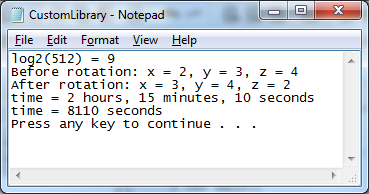 CustomLibrary - Notepad
File Edit Format View Help
log2(512) = 9
Before rotation: x = 2, y = 3, z = 4
After rotation: x = 3, y = 4, z = 2
time = 2 hours, 15 minutes, 10 seconds
time = 8110 seconds
Press any key to continue . . .